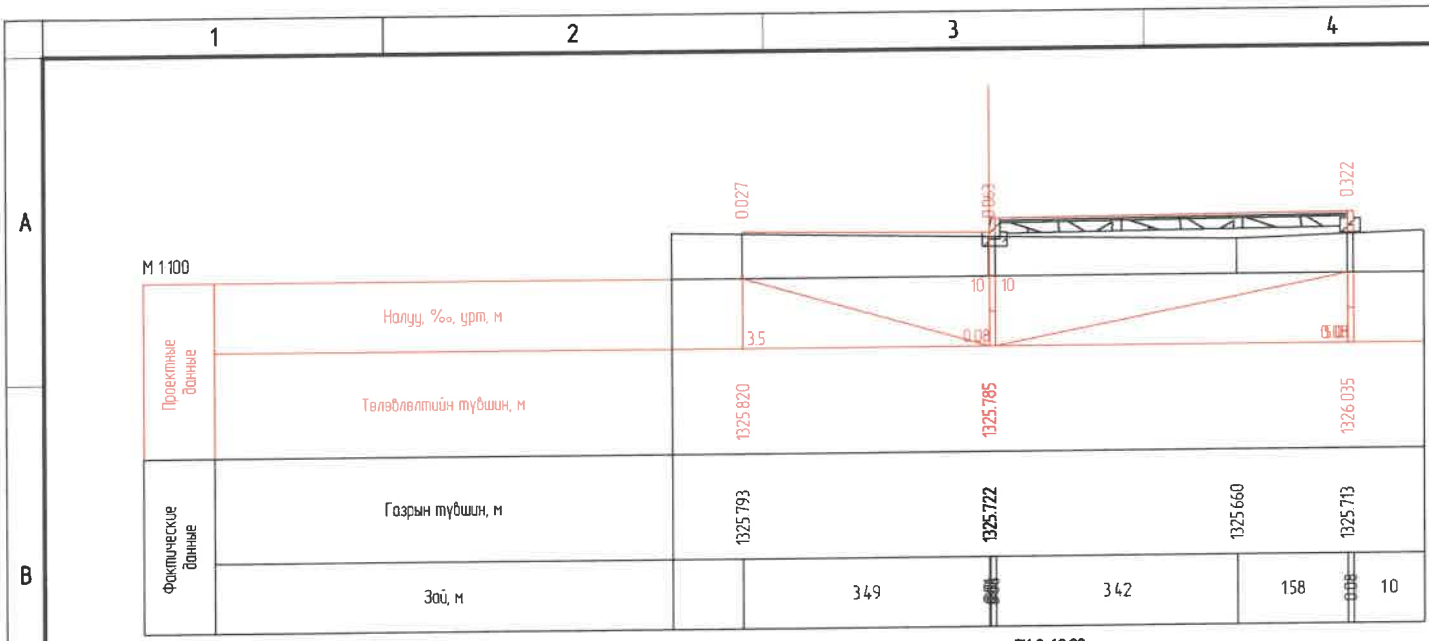 1 2 3 4
A
0.027 0.063 0.322
М 1:100
Проектные данные
Налуу, ‰, урт, м
10 10
3.5 0.08
Төлөвлөлтийн түвшин, м
1325.820 1325.785 1326.035
B
Фактические данные
Газрын түвшин, м
1325.793 1325.722 1325.660 1325.713
Зай, м
3.49 3.42 1.58 0.08 1.0